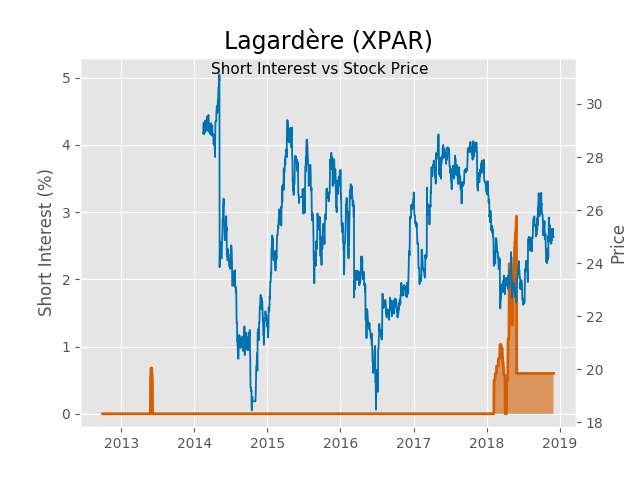 Lagardère (XPAR)
Short Interest vs Stock Price
Short Interest (%)
5
4
3
2
1
0
30
28
26
24
22
20
18
Price
2013 2014 2015 2016 2017 2018 2019